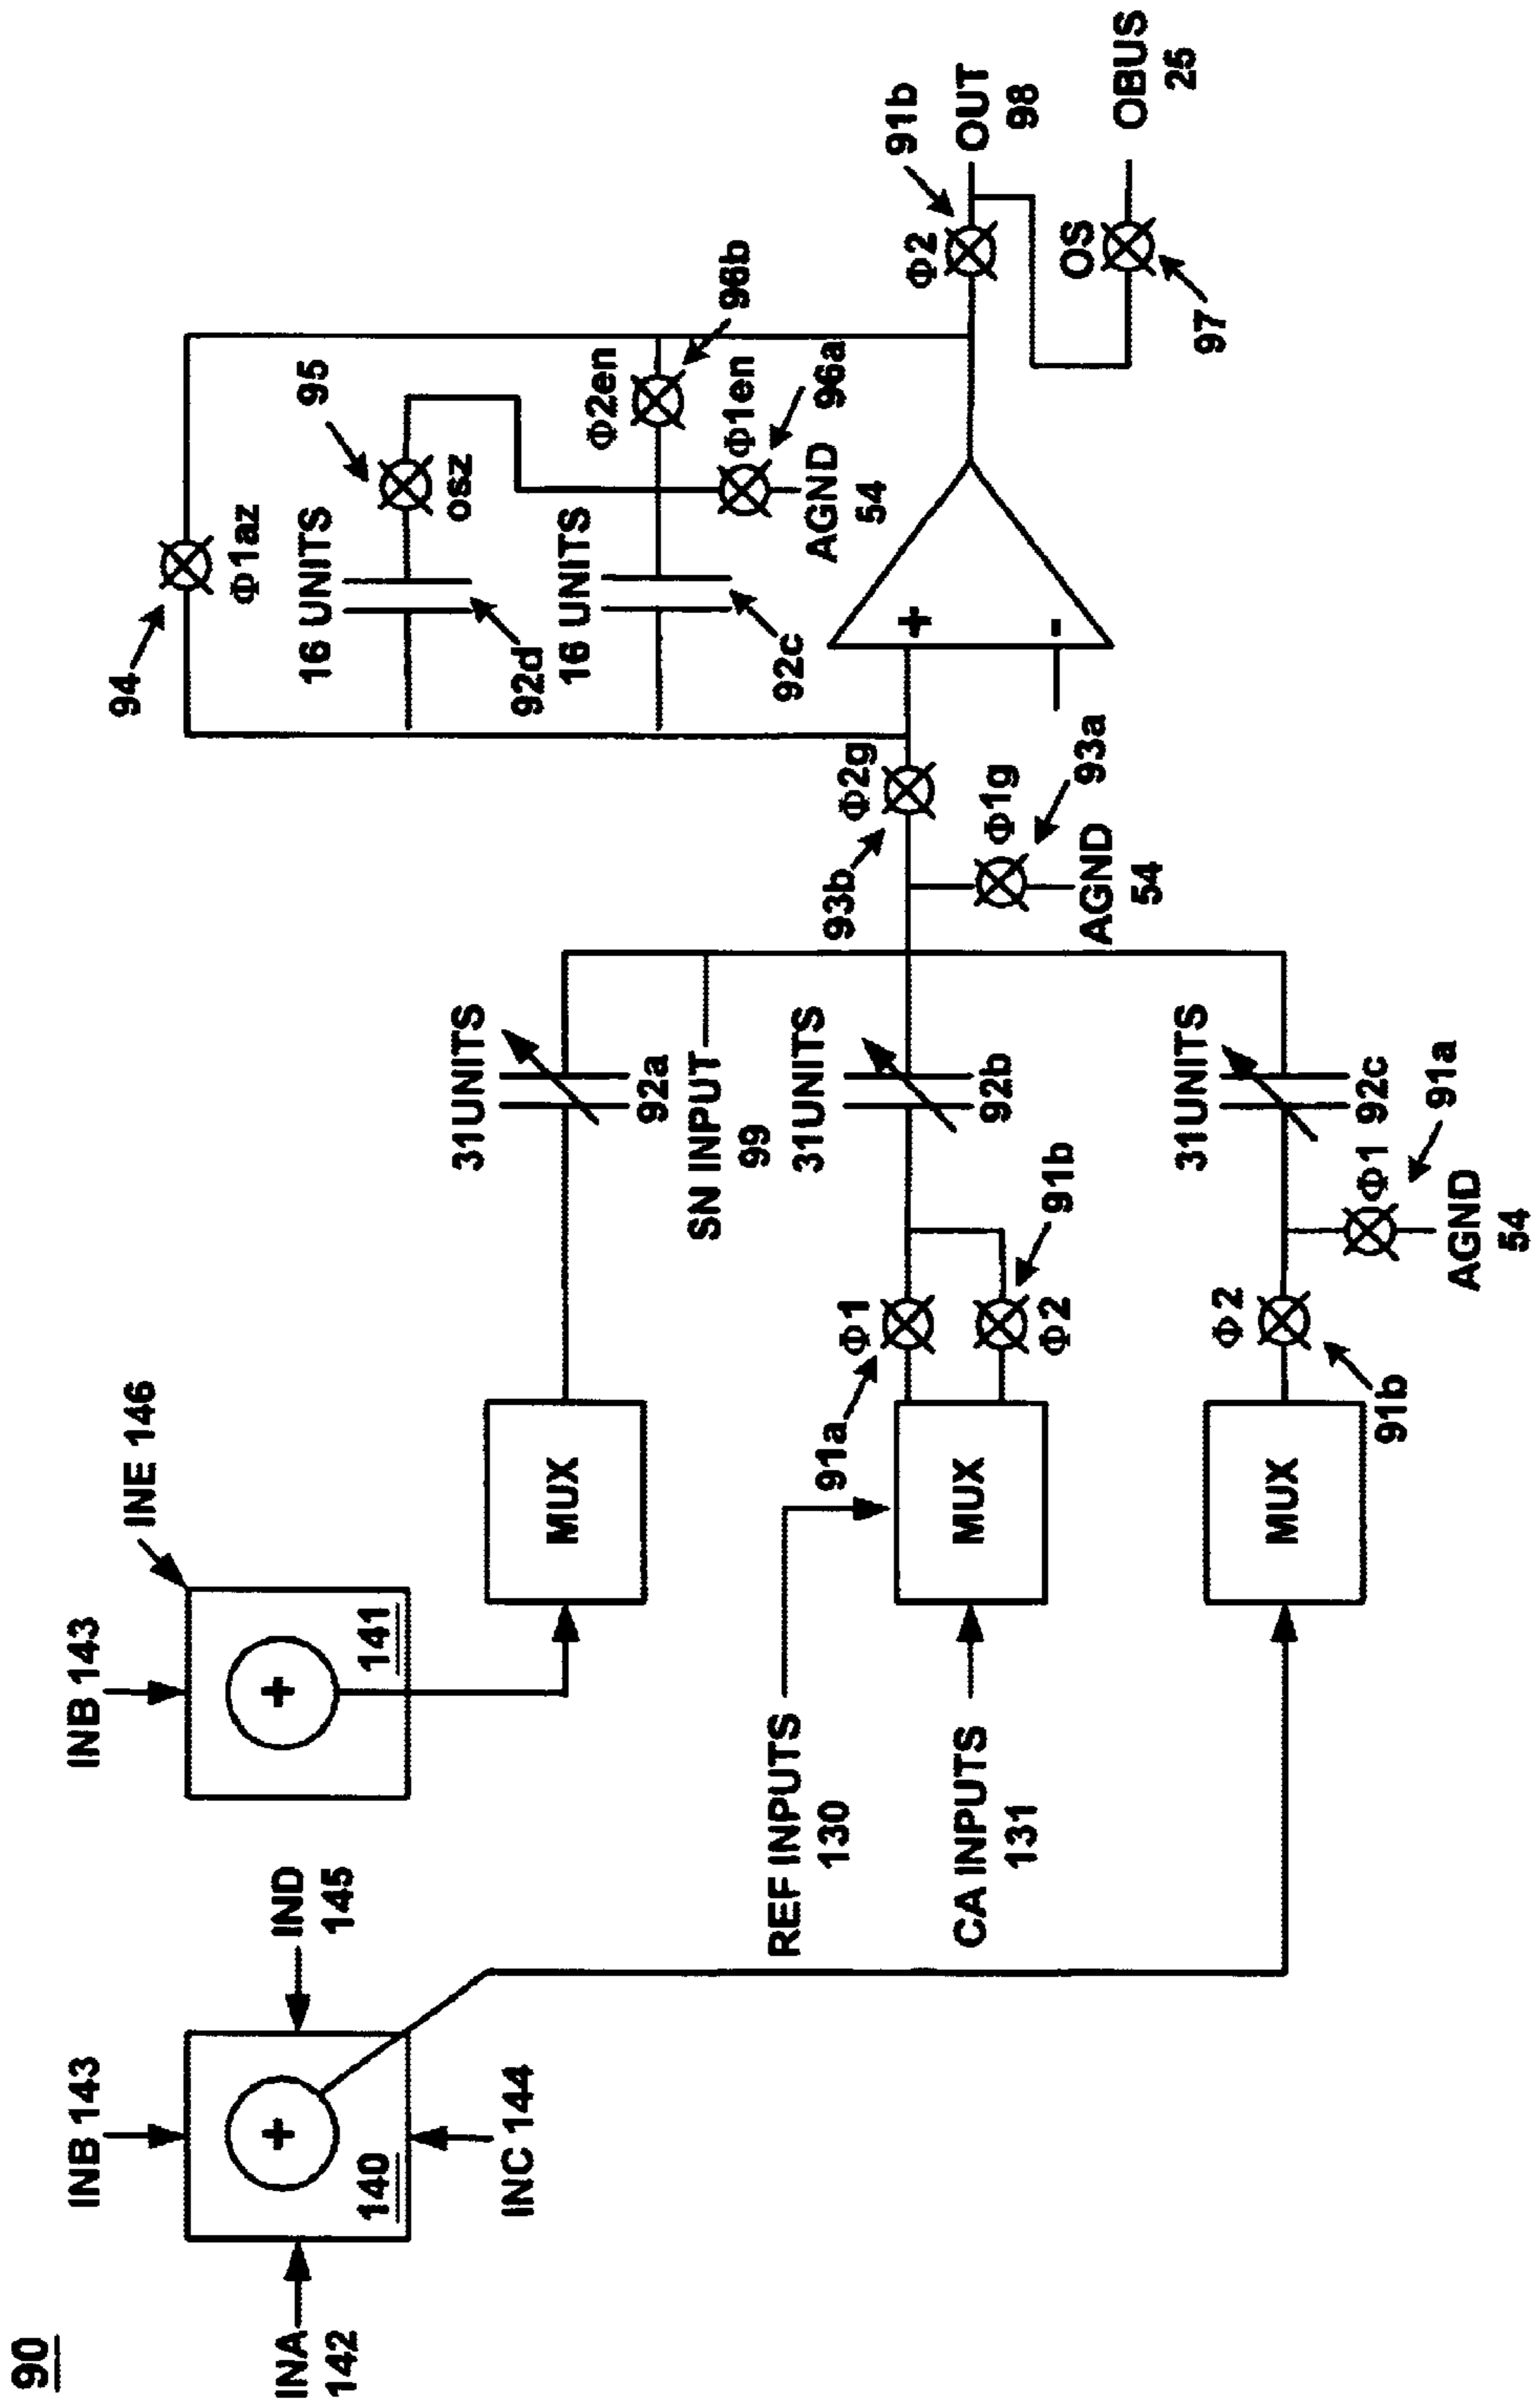 90
INA
142
INB 143
140
INC 144
IND
145
INB 143
INE 146
+
141
+
REF INPUTS
130
CA INPUTS
131
MUX
MUX
MUX
91a
Φ1
Φ2
91b
Φ2
91b
Φ1
91a
AGND
54
31UNITS
92a
SN INPUT
99
31UNITS
92b
31UNITS
92c
93b
Φ2g
Φ1g
93a
AGND
54
94
Φ1az
16 UNITS
92d
95
osz
16 UNITS
92c
Φ2en
96b
Φ1en
96a
AGND
54
+
-
Φ2
91b
OUT
98
OS
97
OBUS
25